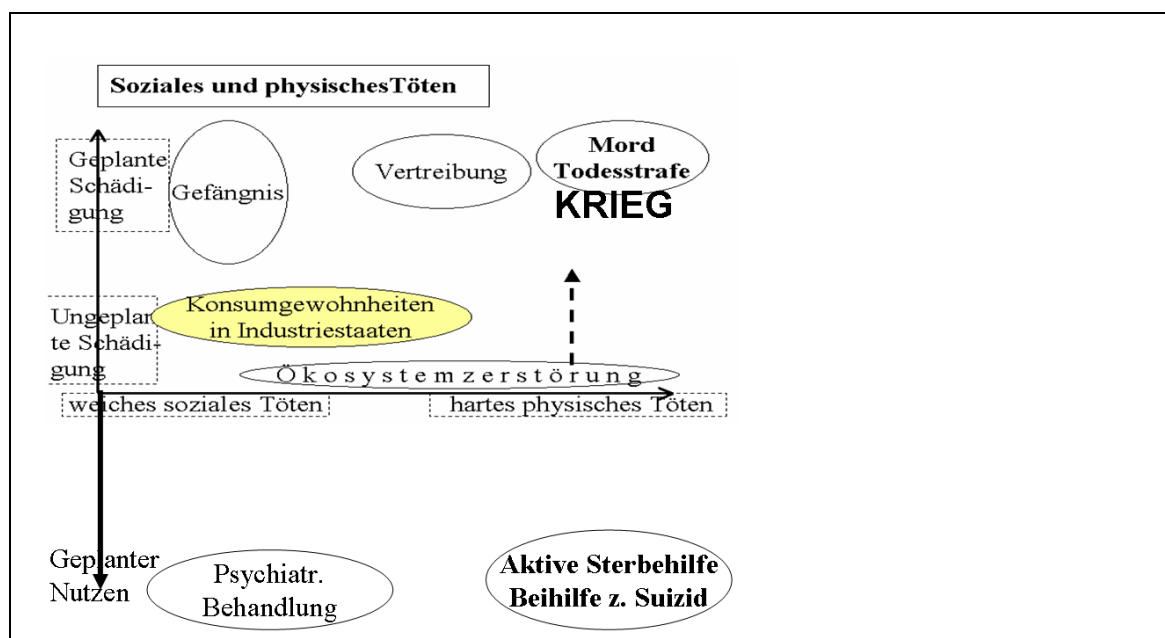 Soziales und physischesTöten
Geplante
Schädi-
gung
Gefängnis
Vertreibung
Mord
Todesstrafe
KRIEG
Konsumgewohnheiten
in Industriestaaten
Ungeplan
te Schädi-
gung
Ökosystemzerstörung
weiches soziales Töten
hartes physisches Töten
Geplanter
Nutzen
Psychiatr.
Behandlung
Aktive Sterbehilfe
Beihilfe z. Suizid